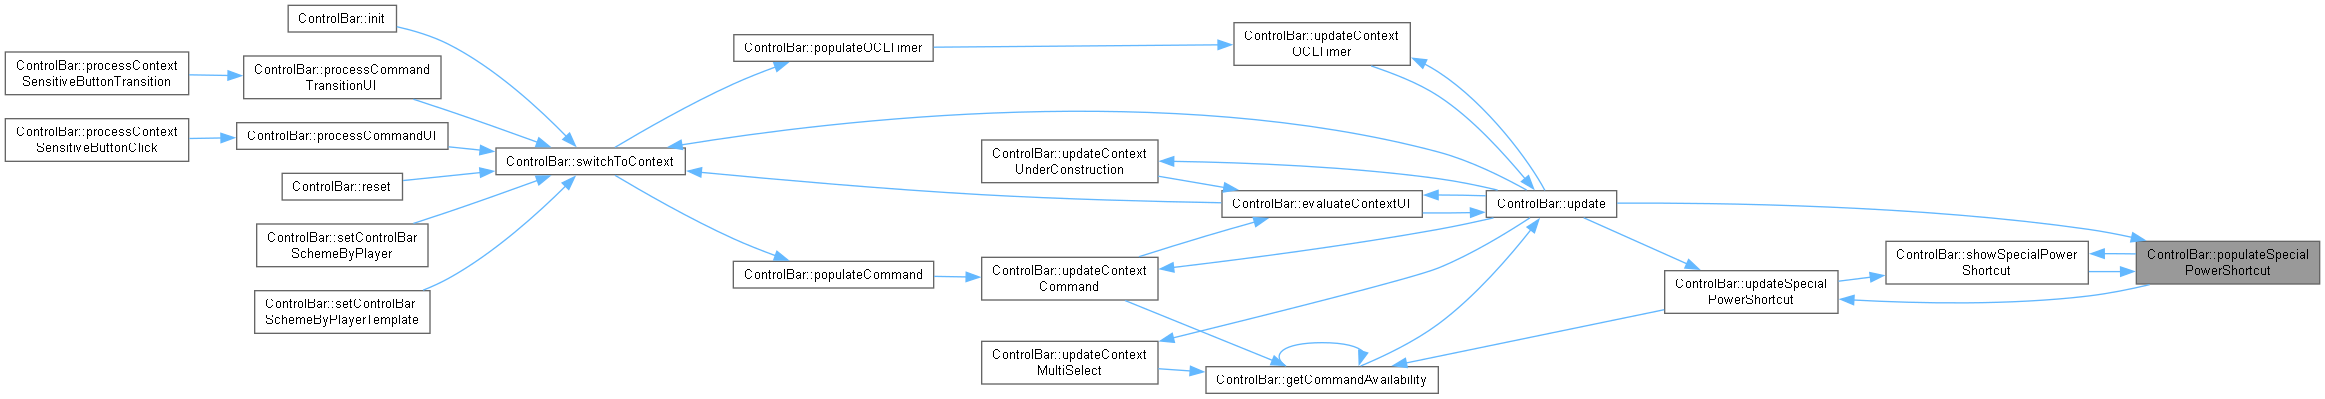 ControlBar::init
ControlBar::processContext
SensitiveButtonTransition
ControlBar::processCommand
TransitionUI
ControlBar::processContext
SensitiveButtonClick
ControlBar::processCommandUI
ControlBar::reset
ControlBar::setControlBar
SchemeByPlayer
ControlBar::setControlBar
SchemeByPlayerTemplate
ControlBar::switchToContext
ControlBar::populateOCLTimer
ControlBar::populateCommand
ControlBar::updateContext
OCLTimer
ControlBar::updateContext
UnderConstruction
ControlBar::evaluateContextUI
ControlBar::updateContext
Command
ControlBar::updateContext
MultiSelect
ControlBar::getCommandAvailability
ControlBar::update
ControlBar::updateSpecial
PowerShortcut
ControlBar::showSpecialPower
Shortcut
ControlBar::populateSpecial
PowerShortcut